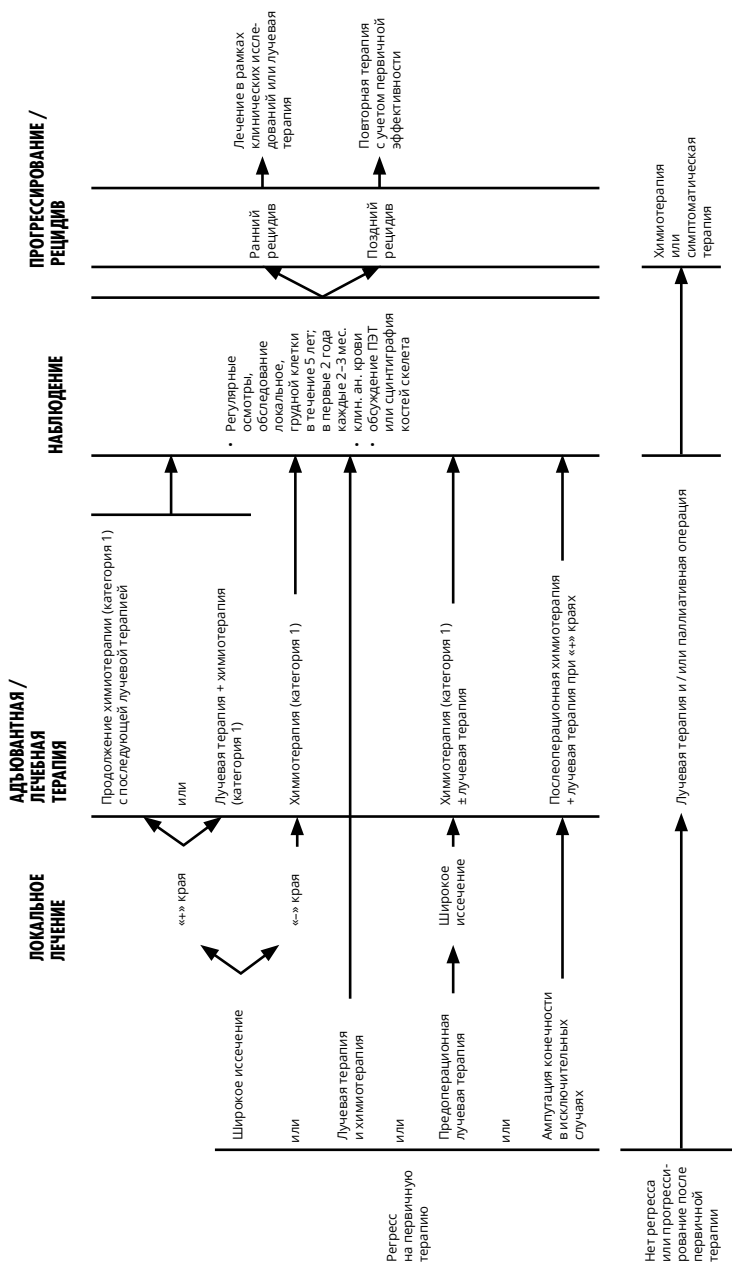 ЛОКАЛЬНОЕ
ЛЕЧЕНИЕ
АДЪЮВАНТНАЯ /
ЛЕЧЕБНАЯ
ТЕРАПИЯ
НАБЛЮДЕНИЕ
ПРОГРЕССИРОВАНИЕ /
РЕЦИДИВ
Регресс
на первичную
терапию
Широкое иссечение
или
Лучевая терапия
и химиотерапия
или
Предоперационная
лучевая терапия
или
Ампутация конечности
в исключительных
случаях
«+» края
«–» края
Широкое
иссечение
Продолжение химиотерапии (категория 1)
с последующей лучевой терапией
или
Лучевая терапия + химиотерапия
(категория 1)
Химиотерапия (категория 1)
Химиотерапия (категория 1)
± лучевая терапия
Послеоперационная химиотерапия
+ лучевая терапия при «+» краях
• Регулярные
осмотры,
обследование
локальное,
грудной клетки
в течение 5 лет;
в первые 2 года
каждые 2–3 мес.
• клин. ан. крови
• обсуждение ПЭТ
или сцинтиграфия
костей скелета
Ранний
рецидив
Поздний
рецидив
Лечение в рамках
клинических иссле-
дований или лучевая
терапия
Повторная терапия
с учетом первичной
эффективности
Нет регресса
или прогресси-
рование после
первичной
терапии
Лучевая терапия и / или паллиативная операция
Химиотерапия
или
симптоматическая
терапия